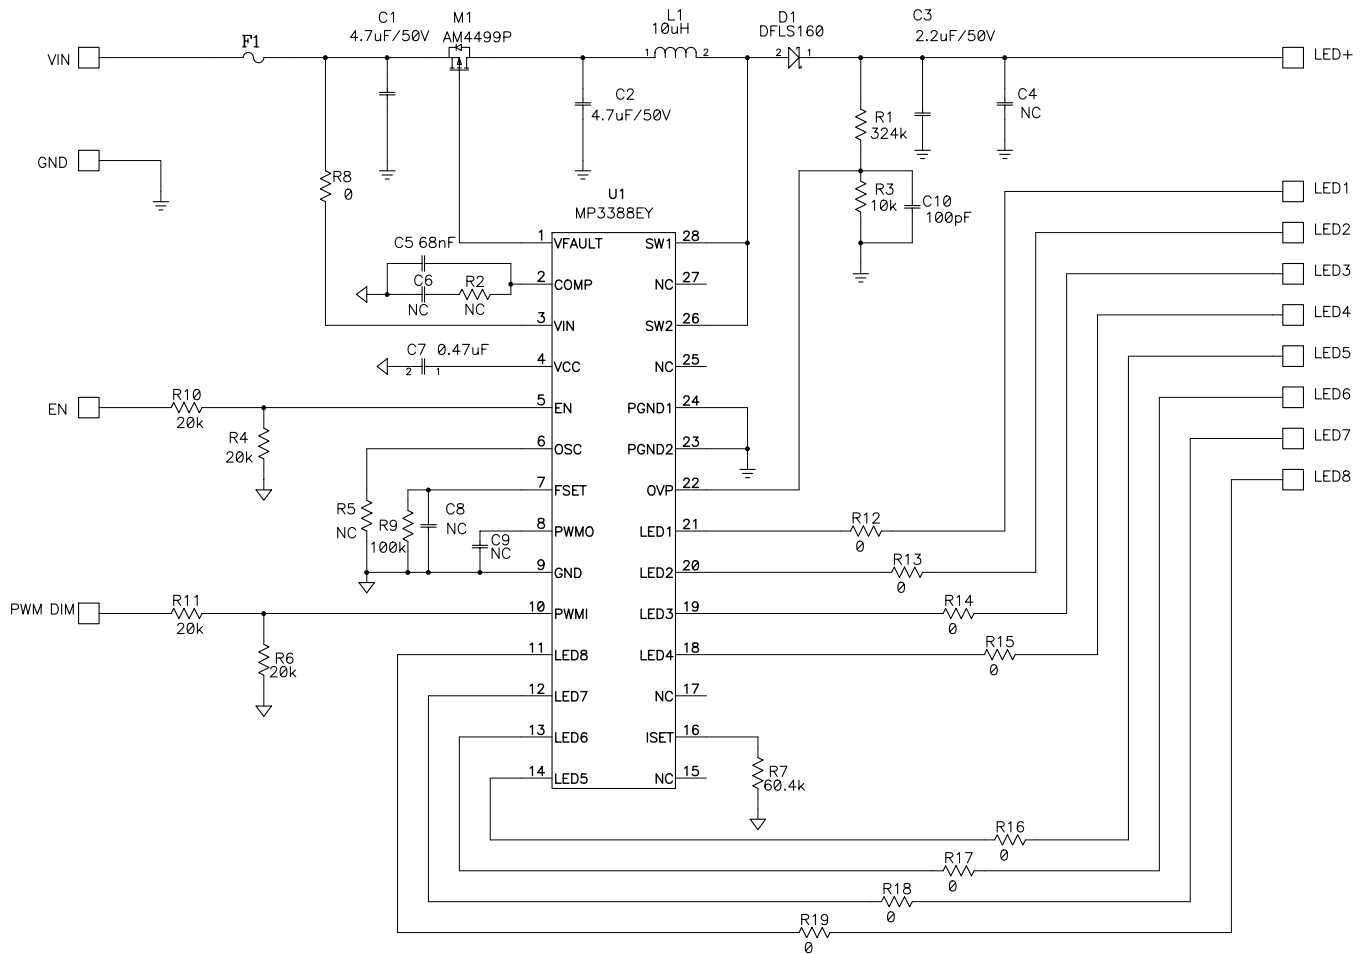 C1
4.7uF/50V
M1
AM4499P
L1
10uH
1 2
D1
DFLS160
2 1
C3
2.2uF/50V
F1
VIN
LED+
C2
4.7uF/50V
C4
NC
R1
324k
GND
R8
0
U1
MP3388EY
R3
10k
C10
100pF
LED1
LED2
LED3
LED4
LED5
LED6
LED7
LED8
C5 68nF
C6
NC
R2
NC
C7 0.47uF
2 1
EN
R10
20k
R4
20k
R5
NC
R9
100k
C8
NC
C9
NC
PWM DIM
R11
20k
R6
20k
1 VFAULT
2 COMP
3 VIN
4 VCC
5 EN
6 OSC
7 FSET
8 PWMO
9 GND
10 PWMI
11 LED8
12 LED7
13 LED6
14 LED5
SW1 28
NC 27
SW2 26
NC 25
PGND1 24
PGND2 23
OVP 22
LED1 21
LED2 20
LED3 19
LED4 18
NC 17
ISET 16
NC 15
R12
0
R13
0
R14
0
R15
0
R7
60.4k
R16
0
R17
0
R18
0
R19
0